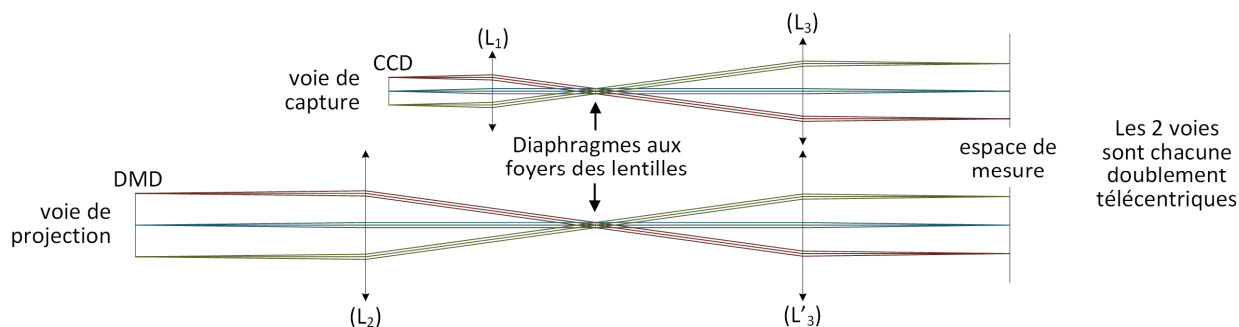 (L1)
(L3)
CCD
voie de
capture
Diaphragmes aux
foyers des lentilles
espace de
mesure
Les 2 voies
sont chacune
doublement
télécentriques
DMD
voie de
projection
(L2)
(L'3)